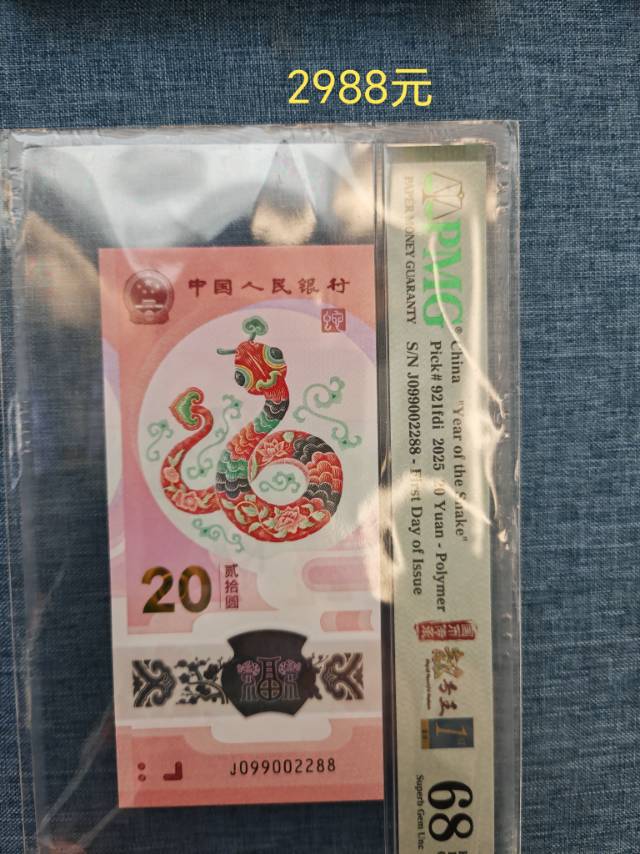 2988元
中国人民银行
20
贰拾圆
福
J099002288
PMG®
PAPER MONEY GUARANTY
China "Year of the Snake"
Pick# 921fdi 2025 20 Yuan - Polymer
S/N J099002288 - First Day of Issue
1st
68
Superb Gem Unc